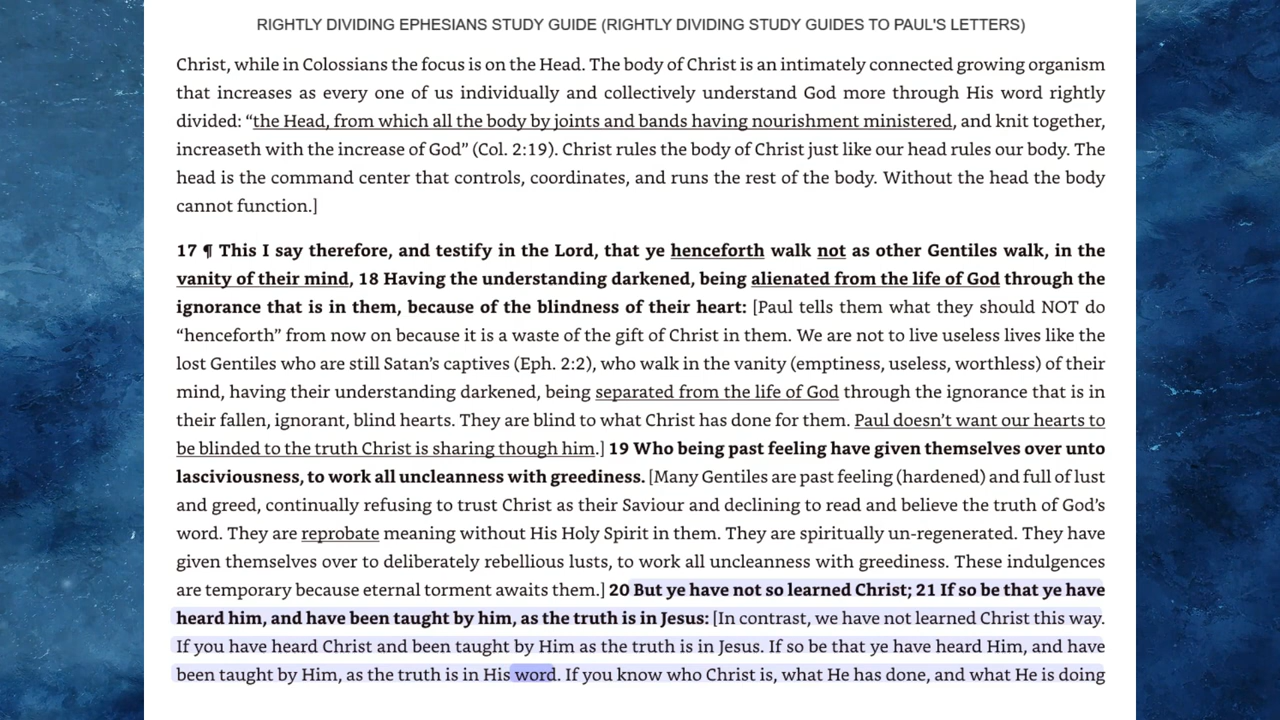 RIGHTLY DIVIDING EPHESIANS STUDY GUIDE (RIGHTLY DIVIDING STUDY GUIDES TO PAUL'S LETTERS)
Christ, while in Colossians the focus is on the Head. The body of Christ is an intimately connected growing organism
that increases as every one of us individually and collectively understand God more through His word rightly
divided: “the Head, from which all the body by joints and bands having nourishment ministered, and knit together,
increaseth with the increase of God” (Col. 2:19). Christ rules the body of Christ just like our head rules our body. The
head is the command center that controls, coordinates, and runs the rest of the body. Without the head the body
cannot function.]
17 ¶ This I say therefore, and testify in the Lord, that ye henceforth walk not as other Gentiles walk, in the
vanity of their mind, 18 Having the understanding darkened, being alienated from the life of God through the
ignorance that is in them, because of the blindness of their heart: [Paul tells them what they should NOT do
“henceforth” from now on because it is a waste of the gift of Christ in them. We are not to live useless lives like the
lost Gentiles who are still Satan’s captives (Eph. 2:2), who walk in the vanity (emptiness, useless, worthless) of their
mind, having their understanding darkened, being separated from the life of God through the ignorance that is in
their fallen, ignorant, blind hearts. They are blind to what Christ has done for them. Paul doesn’t want our hearts to
be blinded to the truth Christ is sharing though him.] 19 Who being past feeling have given themselves over unto
lasciviousness, to work all uncleanness with greediness. [Many Gentiles are past feeling (hardened) and full of lust
and greed, continually refusing to trust Christ as their Saviour and declining to read and believe the truth of God’s
word. They are reprobate meaning without His Holy Spirit in them. They are spiritually un-regenerated. They have
given themselves over to deliberately rebellious lusts, to work all uncleanness with greediness. These indulgences
are temporary because eternal torment awaits them.] 20 But ye have not so learned Christ; 21 If so be that ye have
heard him, and have been taught by him, as the truth is in Jesus: [In contrast, we have not learned Christ this way.
If you have heard Christ and been taught by Him as the truth is in Jesus. If so be that ye have heard Him, and have
been taught by Him, as the truth is in His word. If you know who Christ is, what He has done, and what He is doing